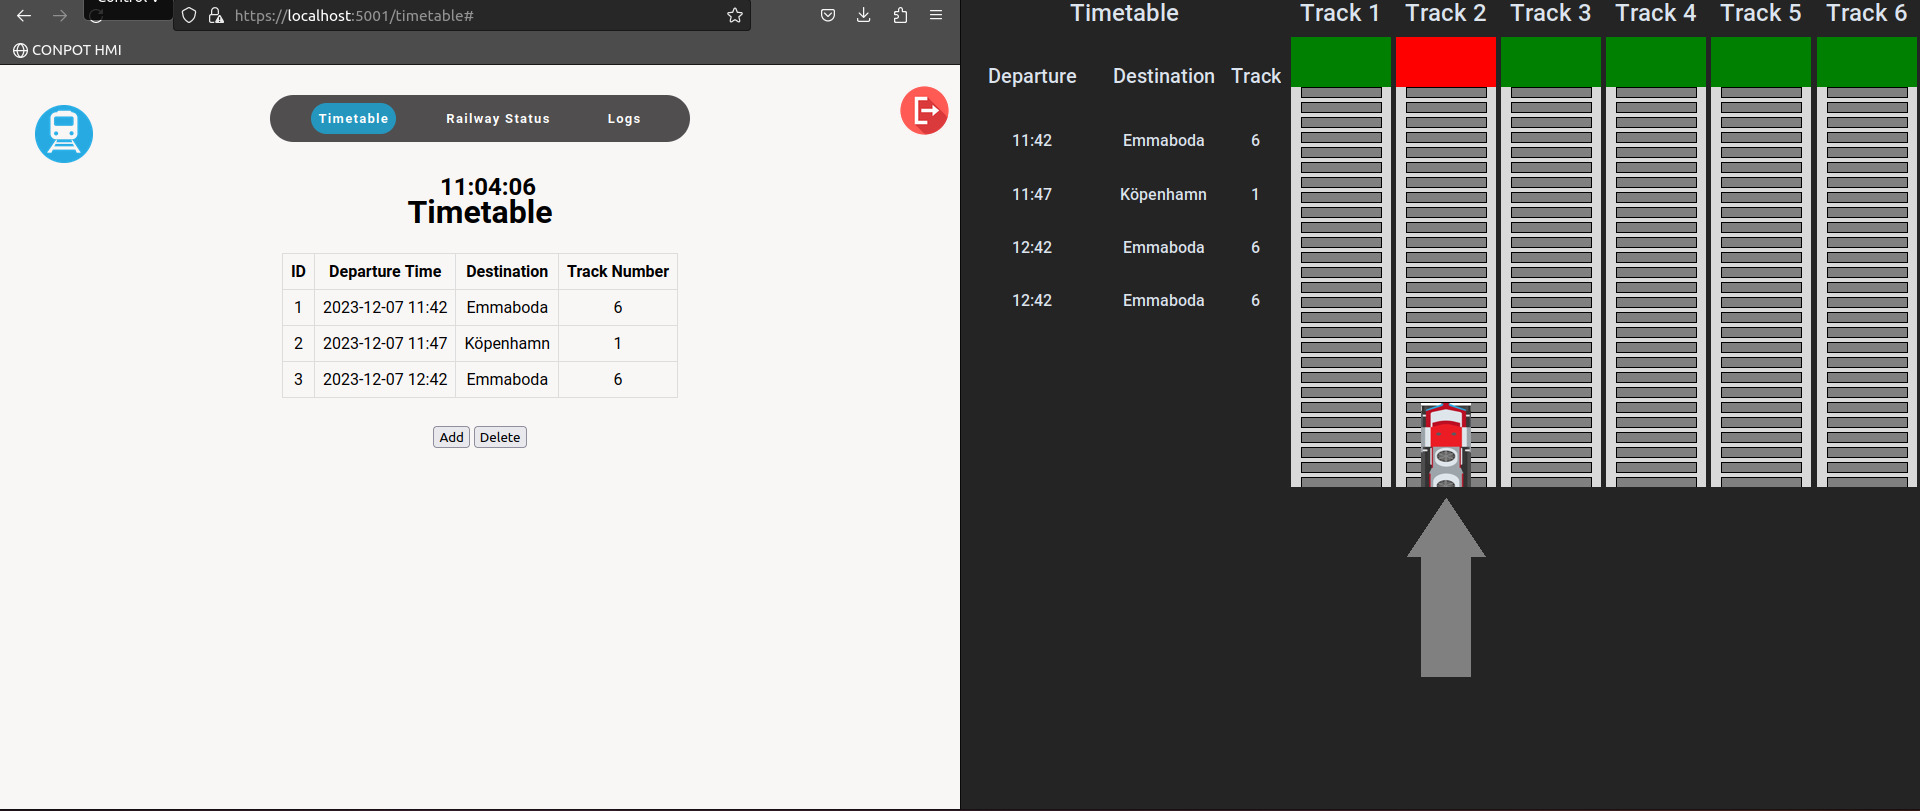 https://localhost:5001/timetable#
CONPOT HMI
Timetable Railway Status Logs
11:04:06
Timetable
ID Departure Time Destination Track Number
1 2023-12-07 11:42 Emmaboda 6
2 2023-12-07 11:47 Köpenhamn 1
3 2023-12-07 12:42 Emmaboda 6
Add Delete
Timetable
Departure Destination Track
11:42 Emmaboda 6
11:47 Köpenhamn 1
12:42 Emmaboda 6
12:42 Emmaboda 6
Track 1 Track 2 Track 3 Track 4 Track 5 Track 6